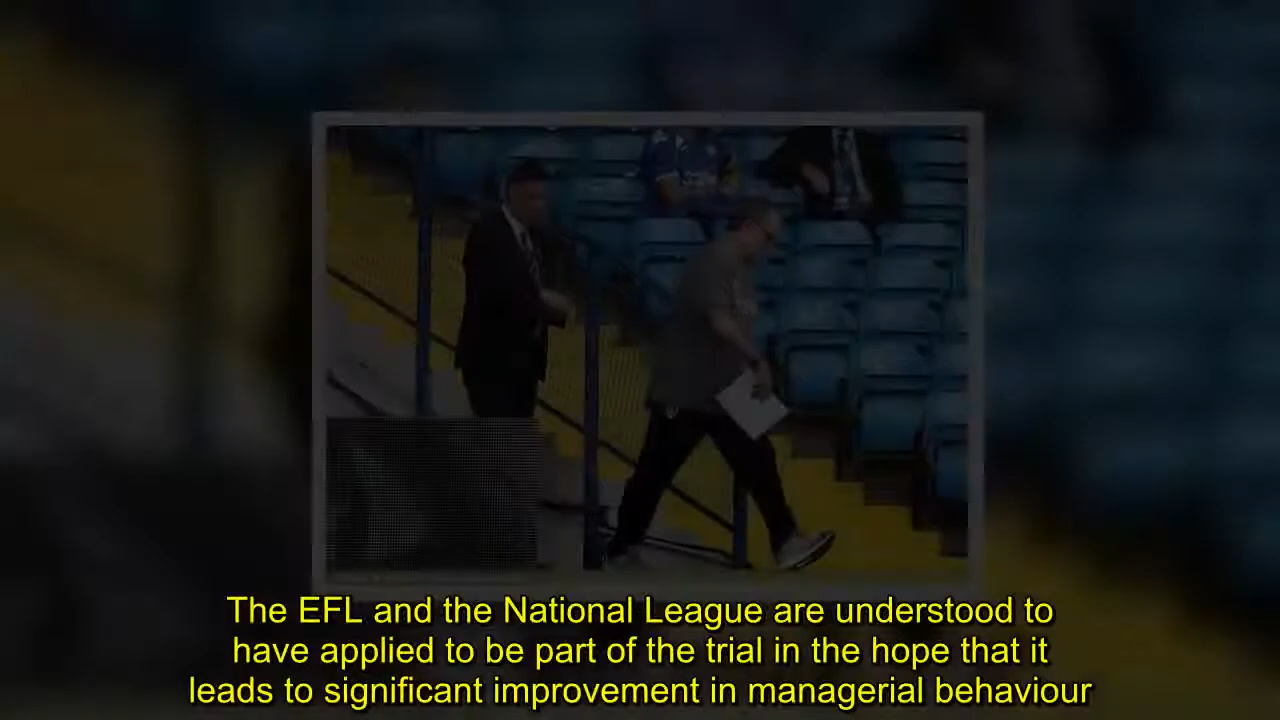 The EFL and the National League are understood to
have applied to be part of the trial in the hope that it
leads to significant improvement in managerial behaviour